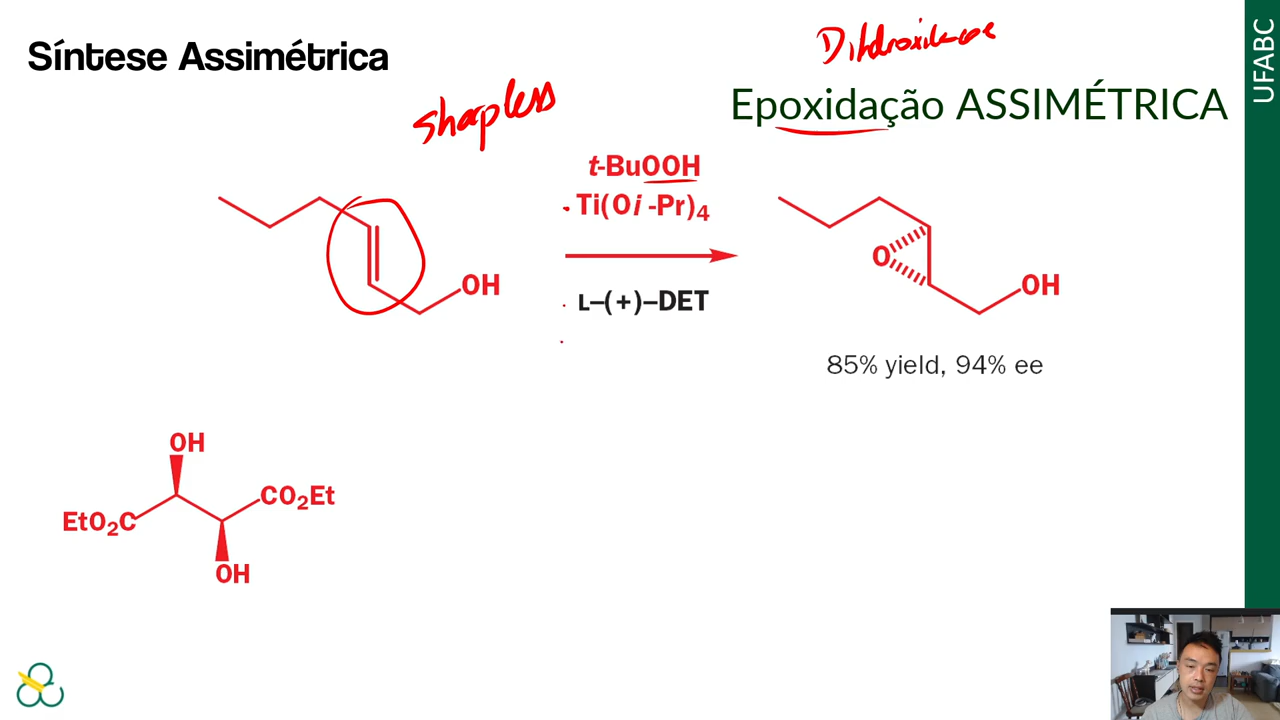 Síntese Assimétrica
Dihdroxilacao
Epoxidação ASSIMÉTRICA
UFABC
Sharpless
t-BuOOH
Ti(Oi-Pr)4
L–(+)–DET
OH
O
OH
85% yield, 94% ee
OH
EtO2C
CO2Et
OH